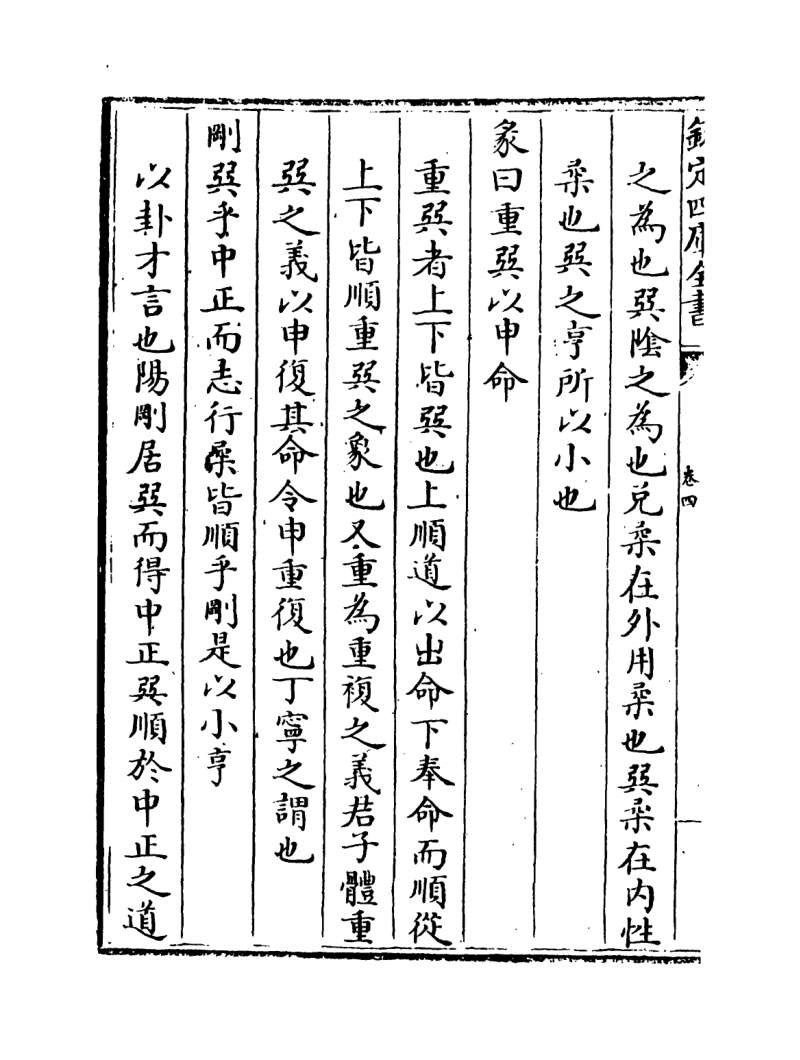 欽定四庫全書
卷四
之為也巽陰之為也兌柔在外用柔也巽柔在内性
柔也巽之亨所以小也
彖曰重巽以申命
重巽者上下皆巽也上順道以出命下奉命而順從
上下皆順重巽之象也又重為重複之義君子體重
巽之義以申復其命令申重復也丁寧之謂也
剛巽乎中正而志行柔皆順乎剛是以小亨
以卦才言也陽剛居巽而得中正巽順於中正之道